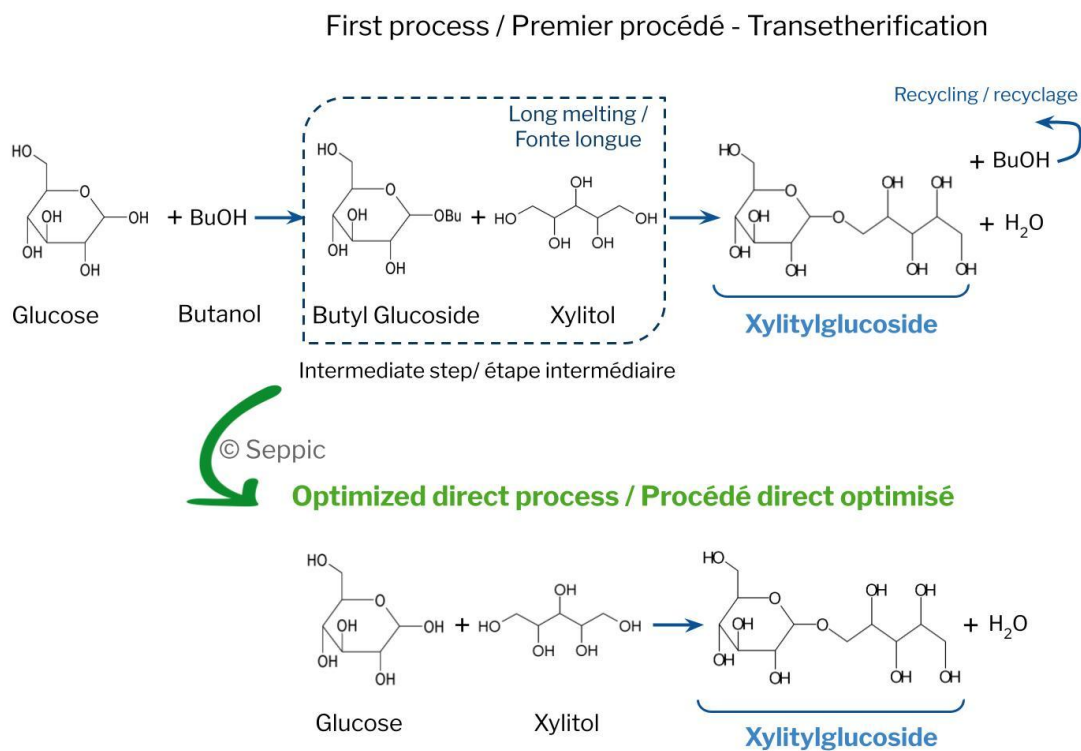 First process / Premier procédé - Transetherification
Recycling / recyclage
Long melting /
Fonte longue
HO
O
OH
OH
OH
OH
+ BuOH
HO
O
OH
OBu
OH
OH
+
OH
HO
OH
OH
OH
HO
O
OH
O
OH
OH
OH
OH
OH
OH
+ BuOH
+ H₂O
Glucose
Butanol
Butyl Glucoside
Xylitol
Xylitylglucoside
Intermediate step/ étape intermédiaire
© Seppic
Optimized direct process / Procédé direct optimisé
HO
O
OH
OH
OH
OH
+
OH
HO
OH
OH
OH
HO
O
OH
O
OH
OH
OH
OH
OH
OH
+ H₂O
Glucose
Xylitol
Xylitylglucoside